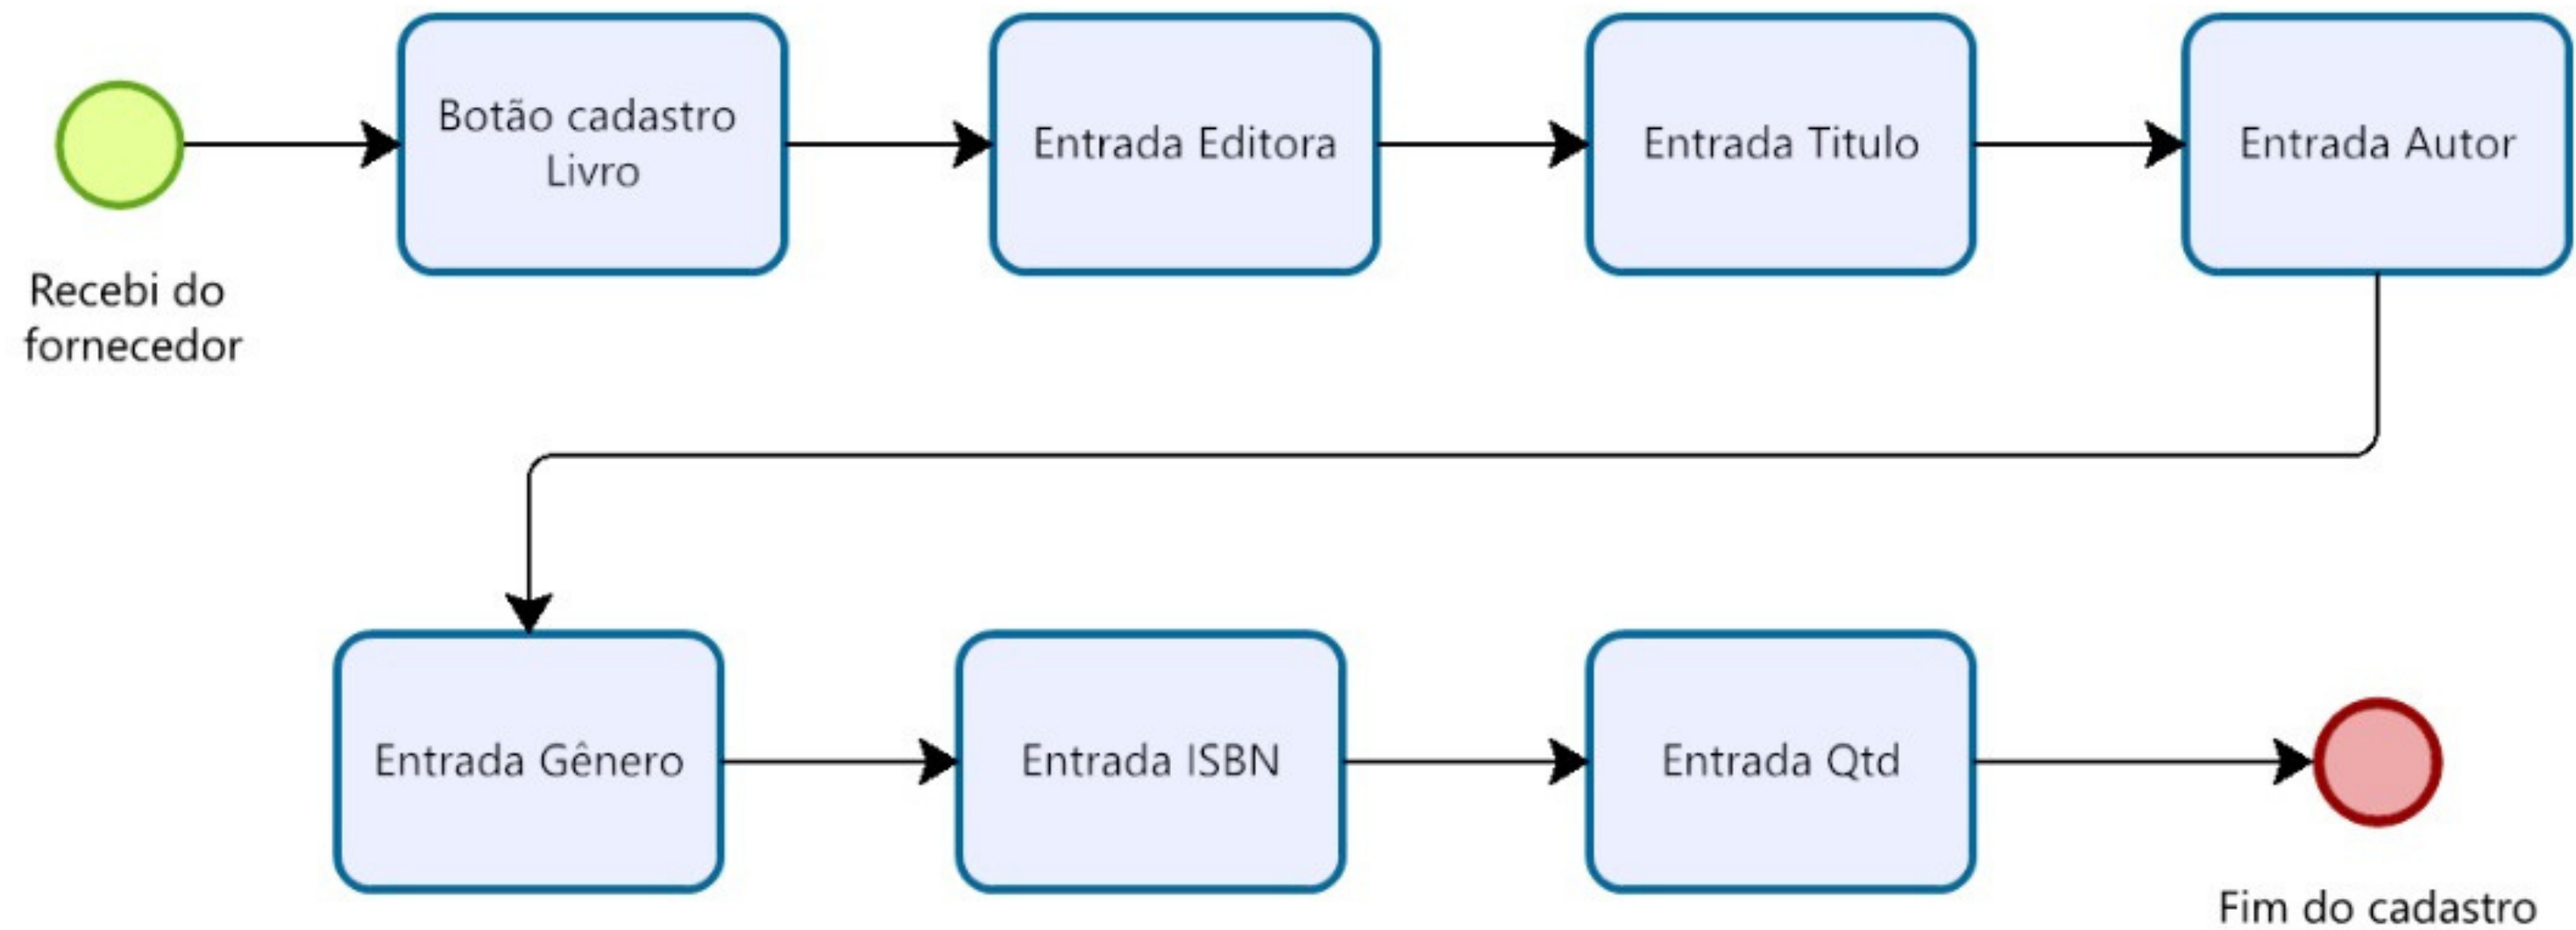 Recebi do
fornecedor
Botão cadastro
Livro
Entrada Editora
Entrada Titulo
Entrada Autor
Entrada Gênero
Entrada ISBN
Entrada Qtd
Fim do cadastro